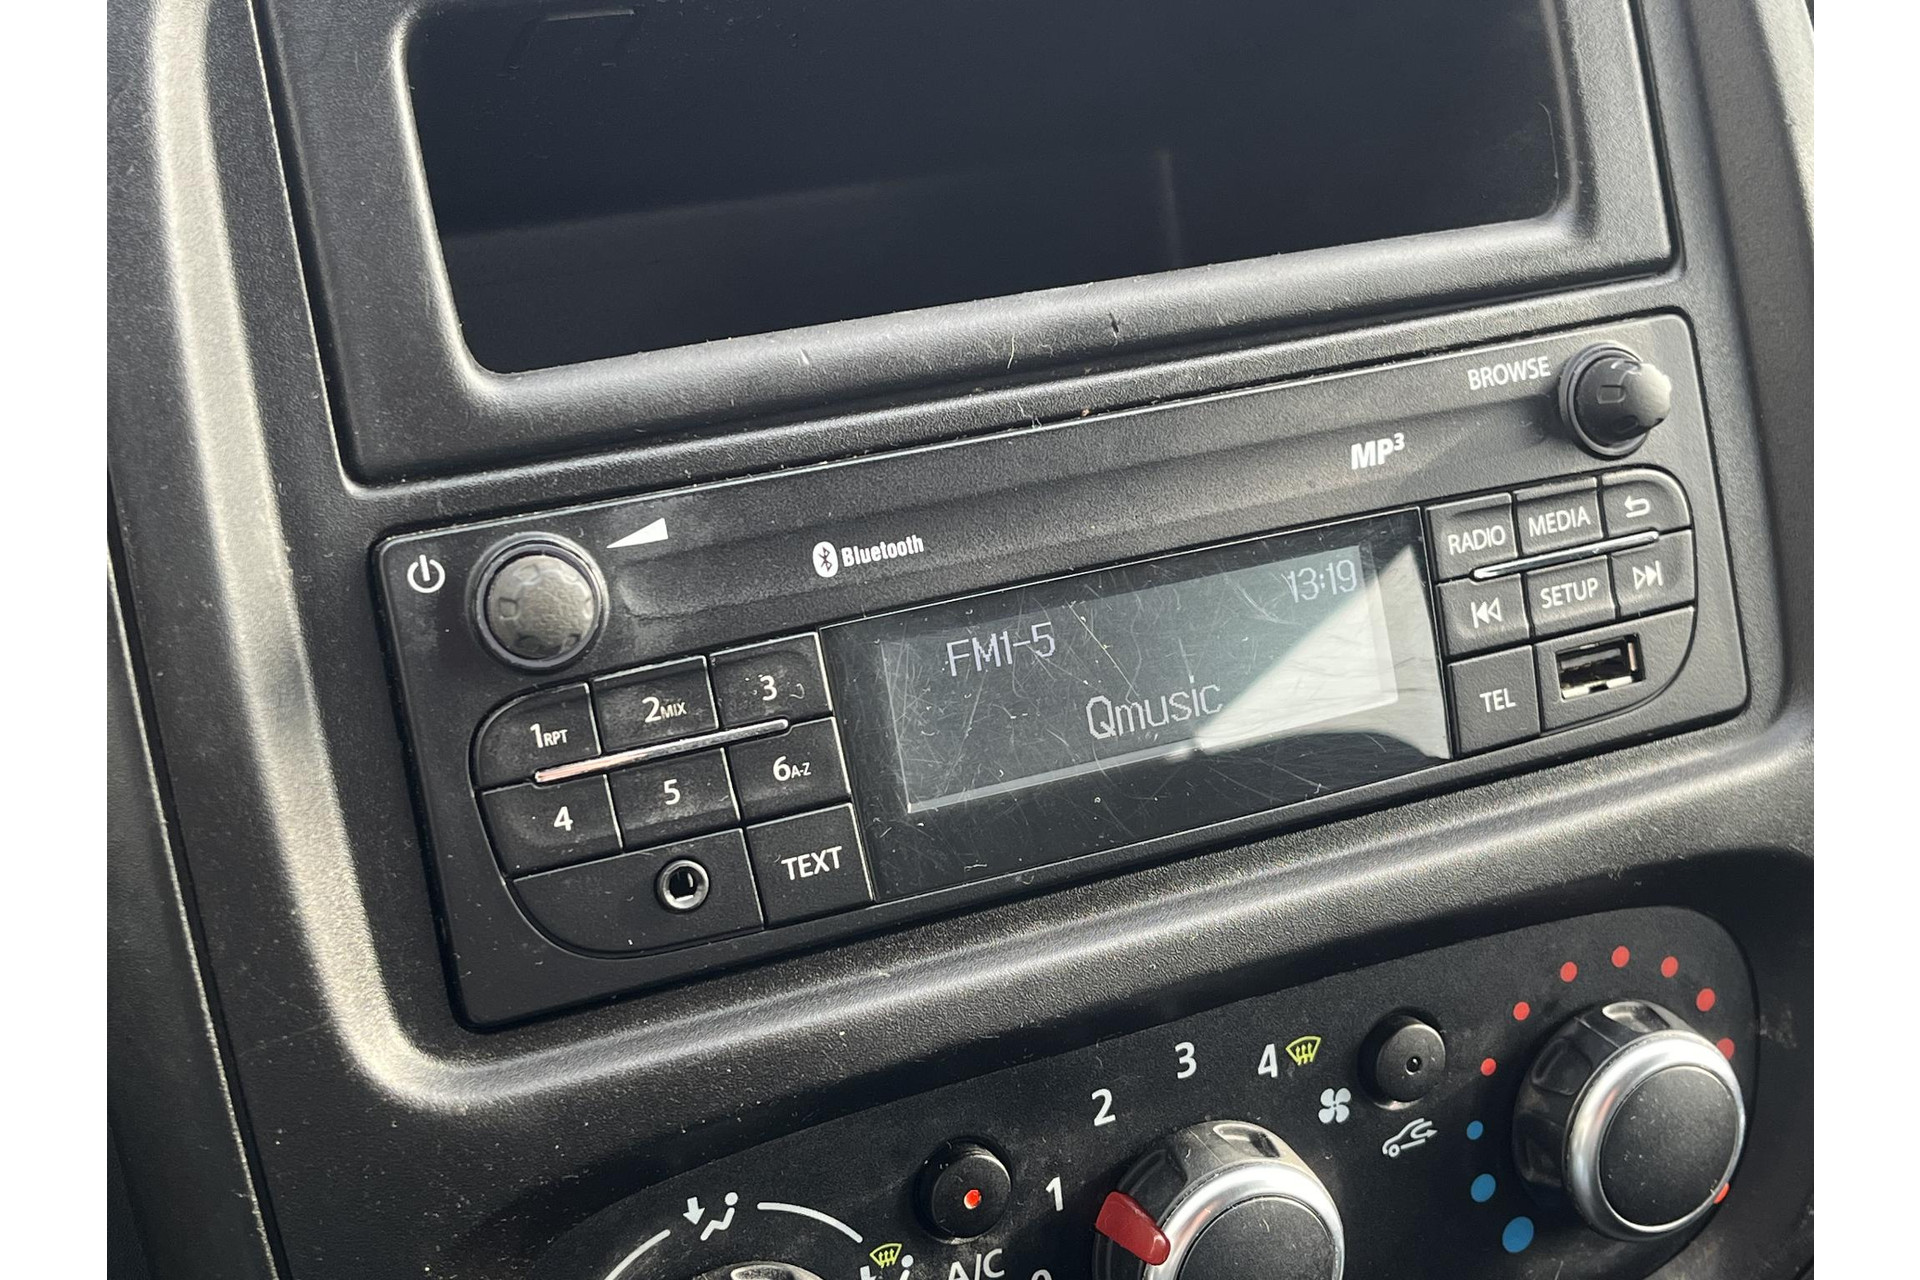 BROWSE
MP3
Bluetooth
RADIO MEDIA
SETUP
TEL
13:19
FM1-5
Qmusic
1RPT 2MIX 3
4 5 6A-Z
TEXT
1 2 3 4
A/C
0